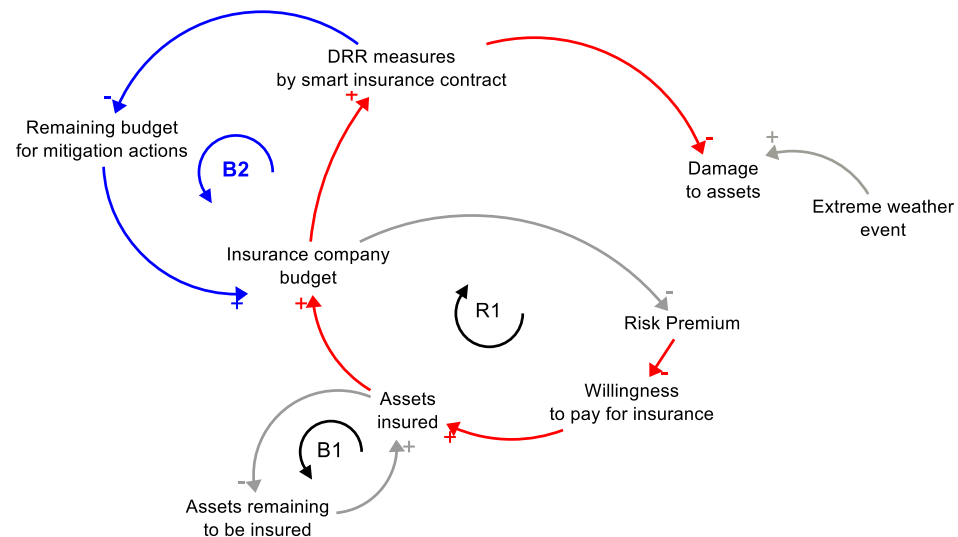 DRR measures
by smart insurance contract
+
-
Remaining budget
for mitigation actions
B2
-
+
Damage
to assets
Extreme weather
event
Insurance company
budget
+
+
R1
-
Risk Premium
-
Willingness
to pay for insurance
Assets
insured
+
+
B1
-
Assets remaining
to be insured